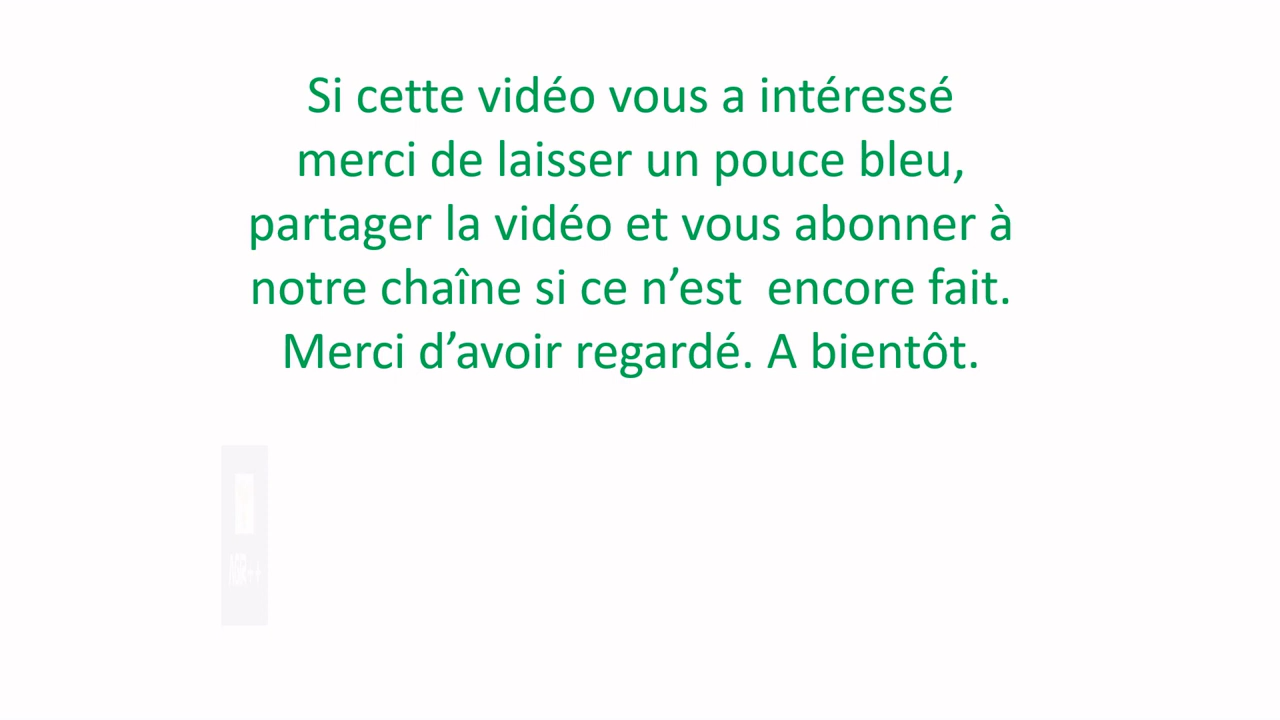 Si cette vidéo vous a intéressé
merci de laisser un pouce bleu,
partager la vidéo et vous abonner à
notre chaîne si ce n’est  encore fait.
Merci d’avoir regardé. A bientôt.